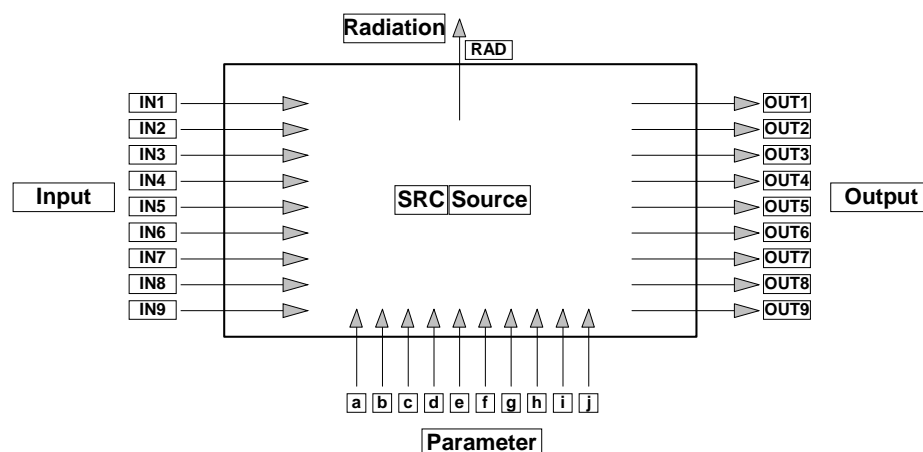 Radiation
RAD
IN1
OUT1
IN2
OUT2
IN3
OUT3
IN4
OUT4
Input
SRC Source
Output
IN5
OUT5
IN6
OUT6
IN7
OUT7
IN8
OUT8
IN9
OUT9
a b c d e f g h i j
Parameter